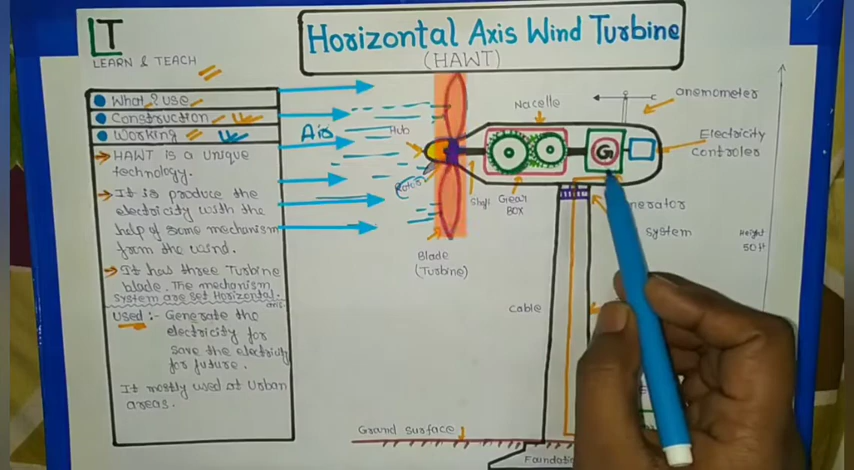 LT
LEARN & TEACH
Horizontal Axis Wind Turbine
(HAWT)
What? use
Construction
Working
HAWT is a Unique
technology.
It is produce the
electricity with the
help of some mechanism
from the wind.
It has three Turbine
blade. The mechanism
system are set Horizontal
axis.
used :- Generate the
electricity for
save the electricity
for future.
It mostly used at Urban
areas.
Air
Hub
Rotor
Blade
(Turbine)
Shaft
Gear
BOX
Nacelle
G
anemometer
Electricity
Controler
system
Height
50ft
Cable
Grand Surface